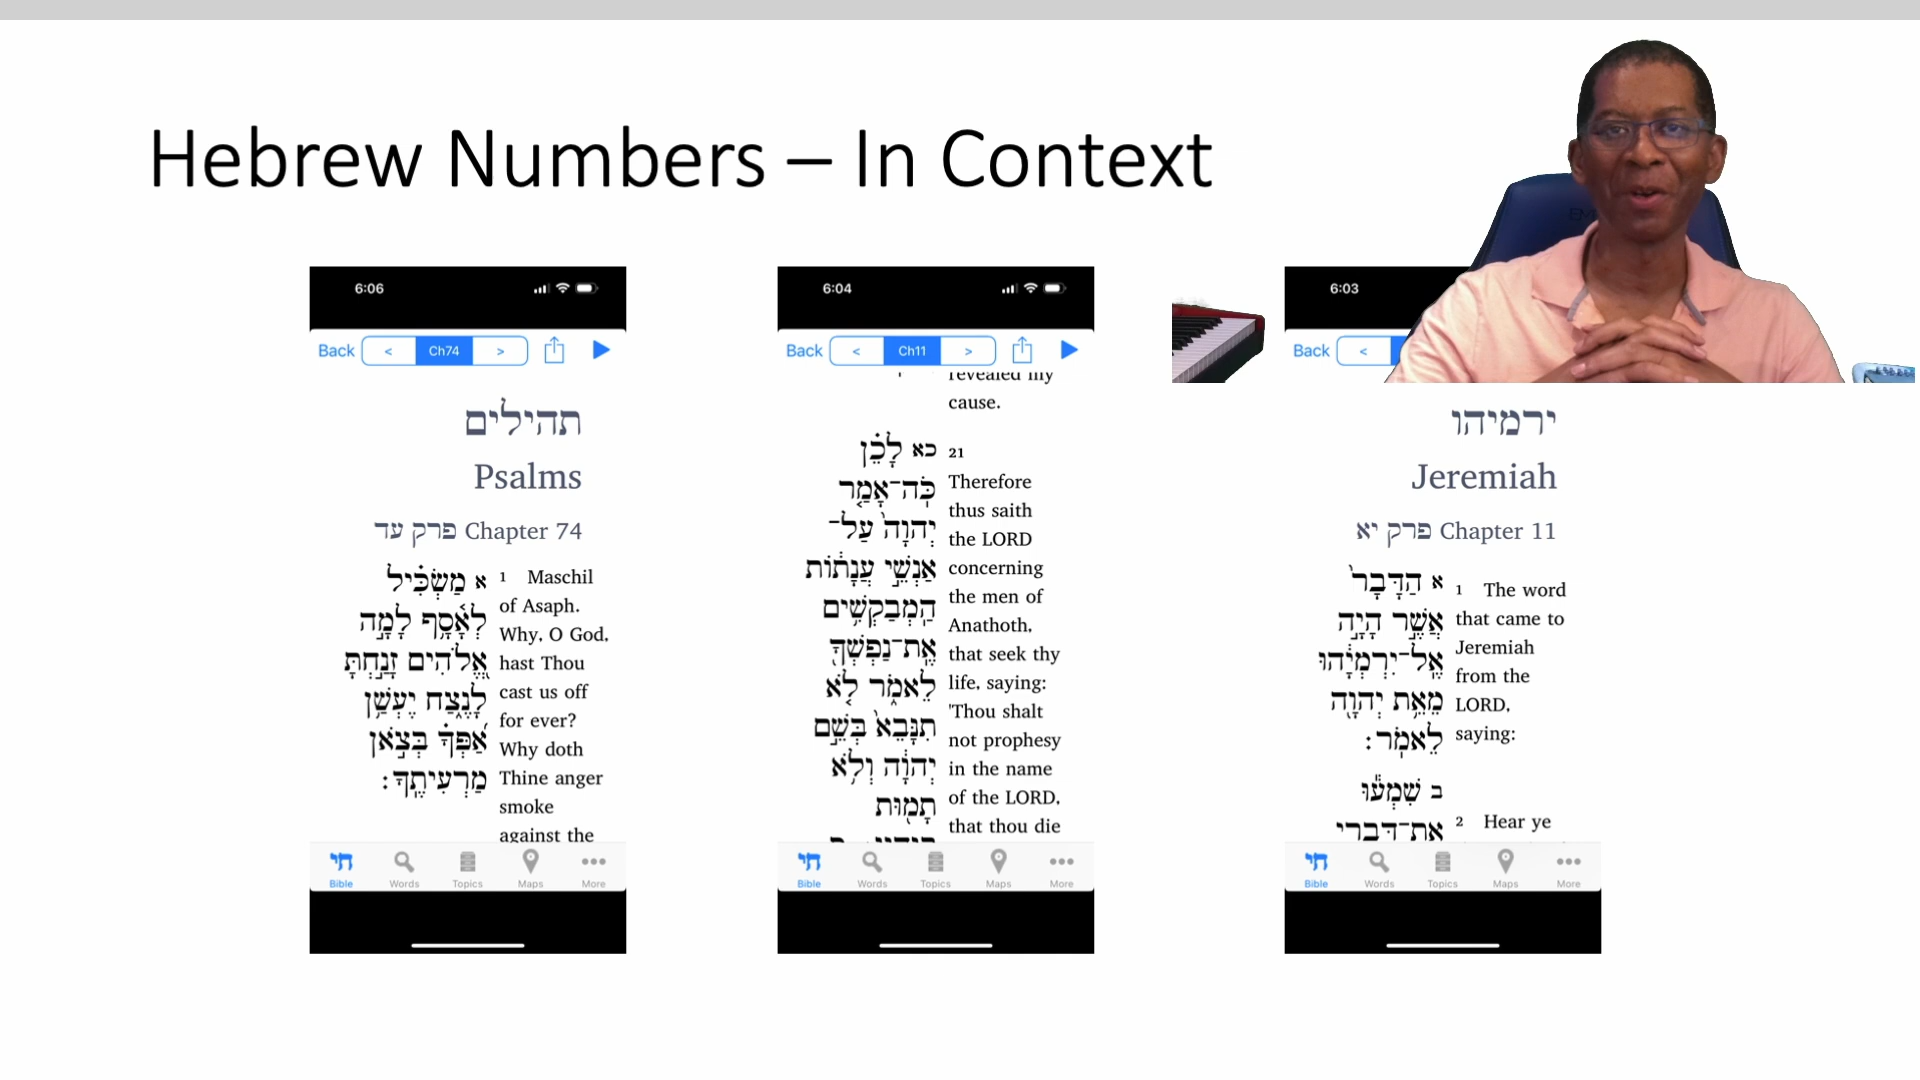 Hebrew Numbers – In Context
6:06
Back < Ch74 >
תהילים
Psalms
פרק עד Chapter 74
א מַשְׂכִּיל
לְאָסָף לָמָה
אֱלֹהִים זָנַחְתָּ
לָנֶצַח יֶעְשַׁן
אַפְּךָ בְּצֹאן
מַרְעִיתֶךָ׃
1 Maschil
of Asaph.
Why, O God,
hast Thou
cast us off
for ever?
Why doth
Thine anger
smoke
against the
חי
Bible Words Topics Maps More
6:04
Back < Ch11 >
revealed my
cause.
כא לָכֵן
כֹּה־אָמַר
יְהוָה עַל־
אַנְשֵׁי עֲנָתוֹת
הַמְבַקְשִׁים
אֶת־נַפְשְׁךָ
לֵאמֹר לֹא
תִנָּבֵא בְּשֵׁם
יְהוָה וְלֹא
תָמוּת
21
Therefore
thus saith
the LORD
concerning
the men of
Anathoth,
that seek thy
life, saying:
'Thou shalt
not prophesy
in the name
of the LORD,
that thou die
חי
Bible Words Topics Maps More
6:03
Back <
ירמיהו
Jeremiah
פרק יא Chapter 11
א הַדָּבָר
אֲשֶׁר הָיָה
אֶל־יִרְמְיָהוּ
מֵאֵת יְהוָה
לֵאמֹר׃
ב שִׁמְעוּ
אֶת־דִּבְרֵי
1 The word
that came to
Jeremiah
from the
LORD,
saying:
2 Hear ye
חי
Bible Words Topics Maps More